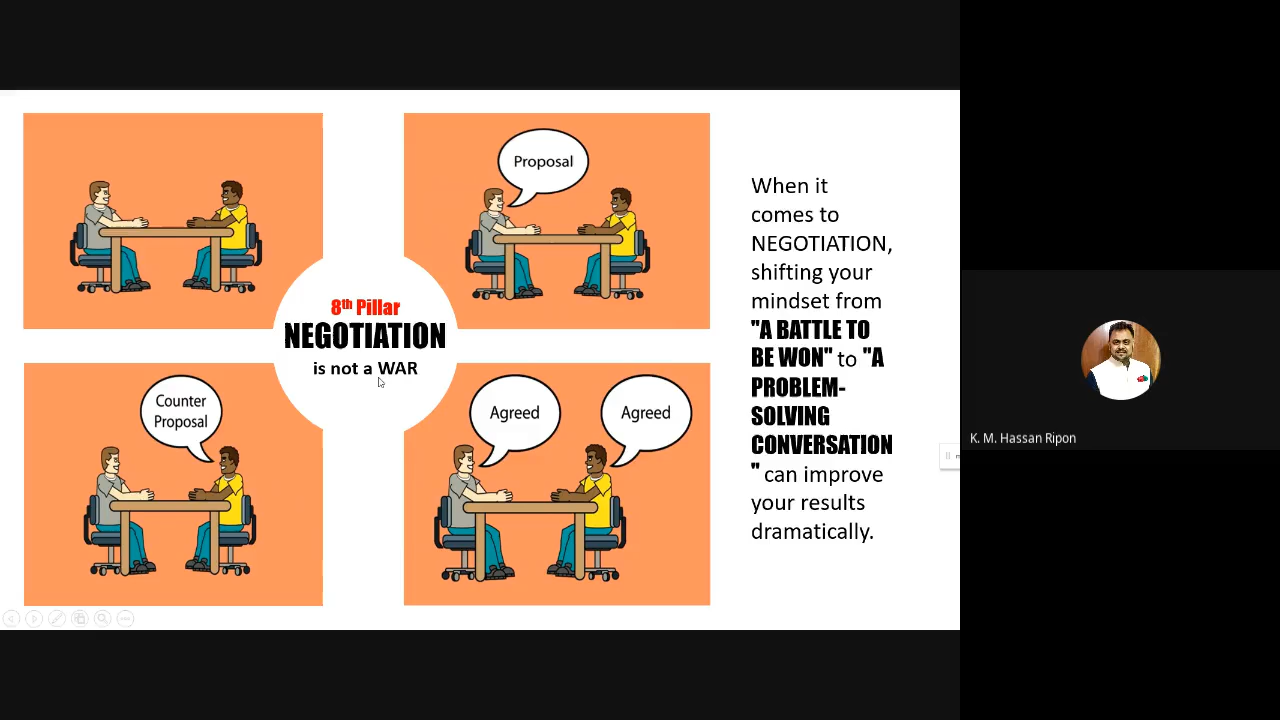 Proposal
8th Pillar
NEGOTIATION
is not a WAR
Counter
Proposal
Agreed
Agreed
When it
comes to
NEGOTIATION,
shifting your
mindset from
"A BATTLE TO
BE WON" to "A
PROBLEM-
SOLVING
CONVERSATION
" can improve
your results
dramatically.
K. M. Hassan Ripon